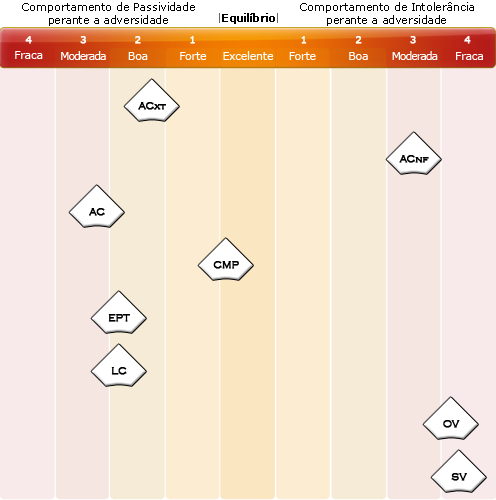 Comportamento de Passividade
perante a adversidade
|Equilíbrio|
Comportamento de Intolerância
perante a adversidade
4 3 2 1 1 2 3 4
Fraca Moderada Boa Forte Excelente Forte Boa Moderada Fraca
ACXT
ACNF
AC
CMP
EPT
LC
OV
SV